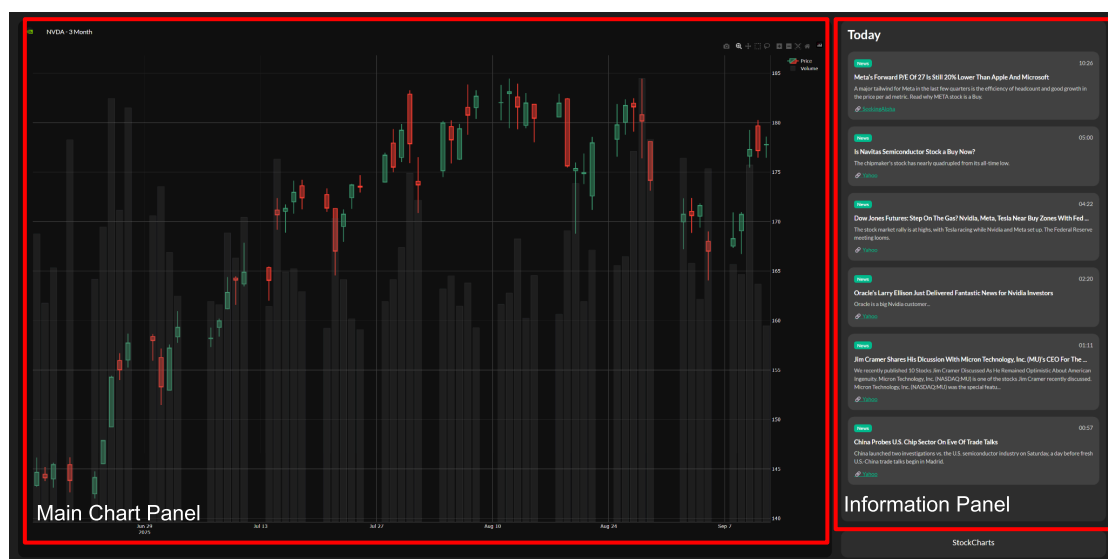 NVDA - 3 Month
Price
Volume
185
180
175
170
165
160
155
150
145
140
Jun 29
2025
Jul 13
Jul 27
Aug 10
Aug 24
Sep 7
Main Chart Panel
Today
News
10:26
Meta's Forward P/E Of 27 Is Still 20% Lower Than Apple And Microsoft
A major tailwind for Meta in the last few quarters is the efficiency of headcount and good growth in
the price per ad metric. Read why META stock is a Buy.
SeekingAlpha
News
05:00
Is Navitas Semiconductor Stock a Buy Now?
The chipmaker's stock has nearly quadrupled from its all-time low.
Yahoo
News
04:22
Dow Jones Futures: Step On The Gas? Nvidia, Meta, Tesla Near Buy Zones With Fed ...
The stock market rally is at highs, with Tesla racing while Nvidia and Meta set up. The Federal Reserve
meeting looms.
Yahoo
News
02:20
Oracle's Larry Ellison Just Delivered Fantastic News for Nvidia Investors
Oracle is a big Nvidia customer...
Yahoo
News
01:11
Jim Cramer Shares His Dicussion With Micron Technology, Inc. (MU)'s CEO For The ...
We recently published 10 Stocks Jim Cramer Discussed As He Remained Optimistic About American
Ingenuity. Micron Technology, Inc. (NASDAQ:MU) is one of the stocks Jim Cramer recently discussed.
Micron Technology, Inc. (NASDAQ:MU) was the special featu...
Yahoo
News
00:57
China Probes U.S. Chip Sector On Eve Of Trade Talks
China launched two investigations vs. the U.S. semiconductor industry on Saturday, a day before fresh
U.S.-China trade talks begin in Madrid.
Yahoo
Information Panel
StockCharts